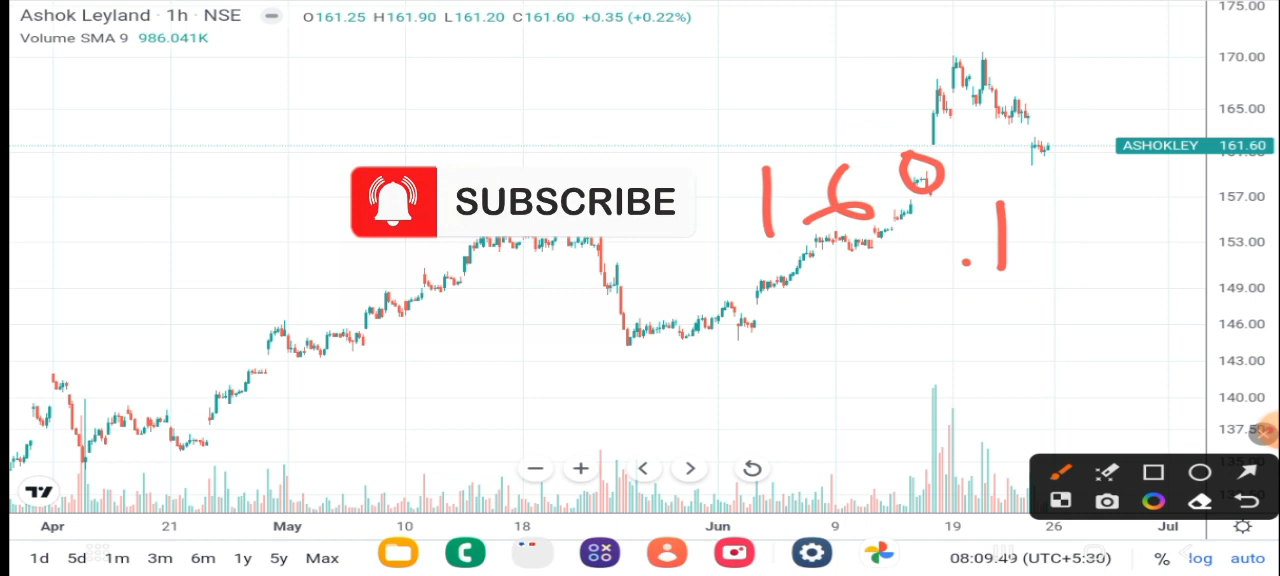 Ashok Leyland · 1h · NSE O161.25 H161.90 L161.20 C161.60 +0.35 (+0.22%)
Volume SMA 9 986.041K
175.00
170.00
165.00
ASHOKLEY 161.60
157.00
153.00
149.00
146.00
143.00
140.00
137.50
SUBSCRIBE
160
.1
Apr 21 May 10 18 Jun 9 19 26 Jul
1d 5d 1m 3m 6m 1y 5y Max 08:09:49 (UTC+5:30) % log auto